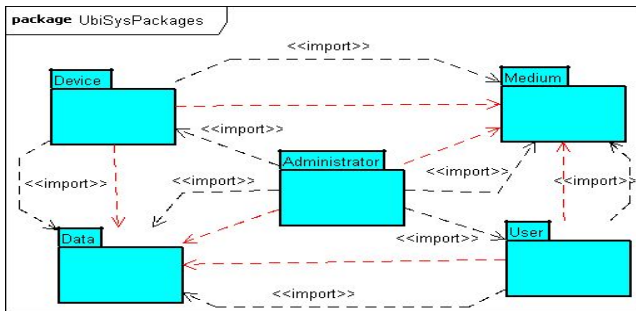 package UbiSysPackages
<<import>>
Device
Medium
<<import>>
Administrator
<<import>>
<<import>>
<<import>>
<<import>>
Data
<<import>>
User
<<import>>